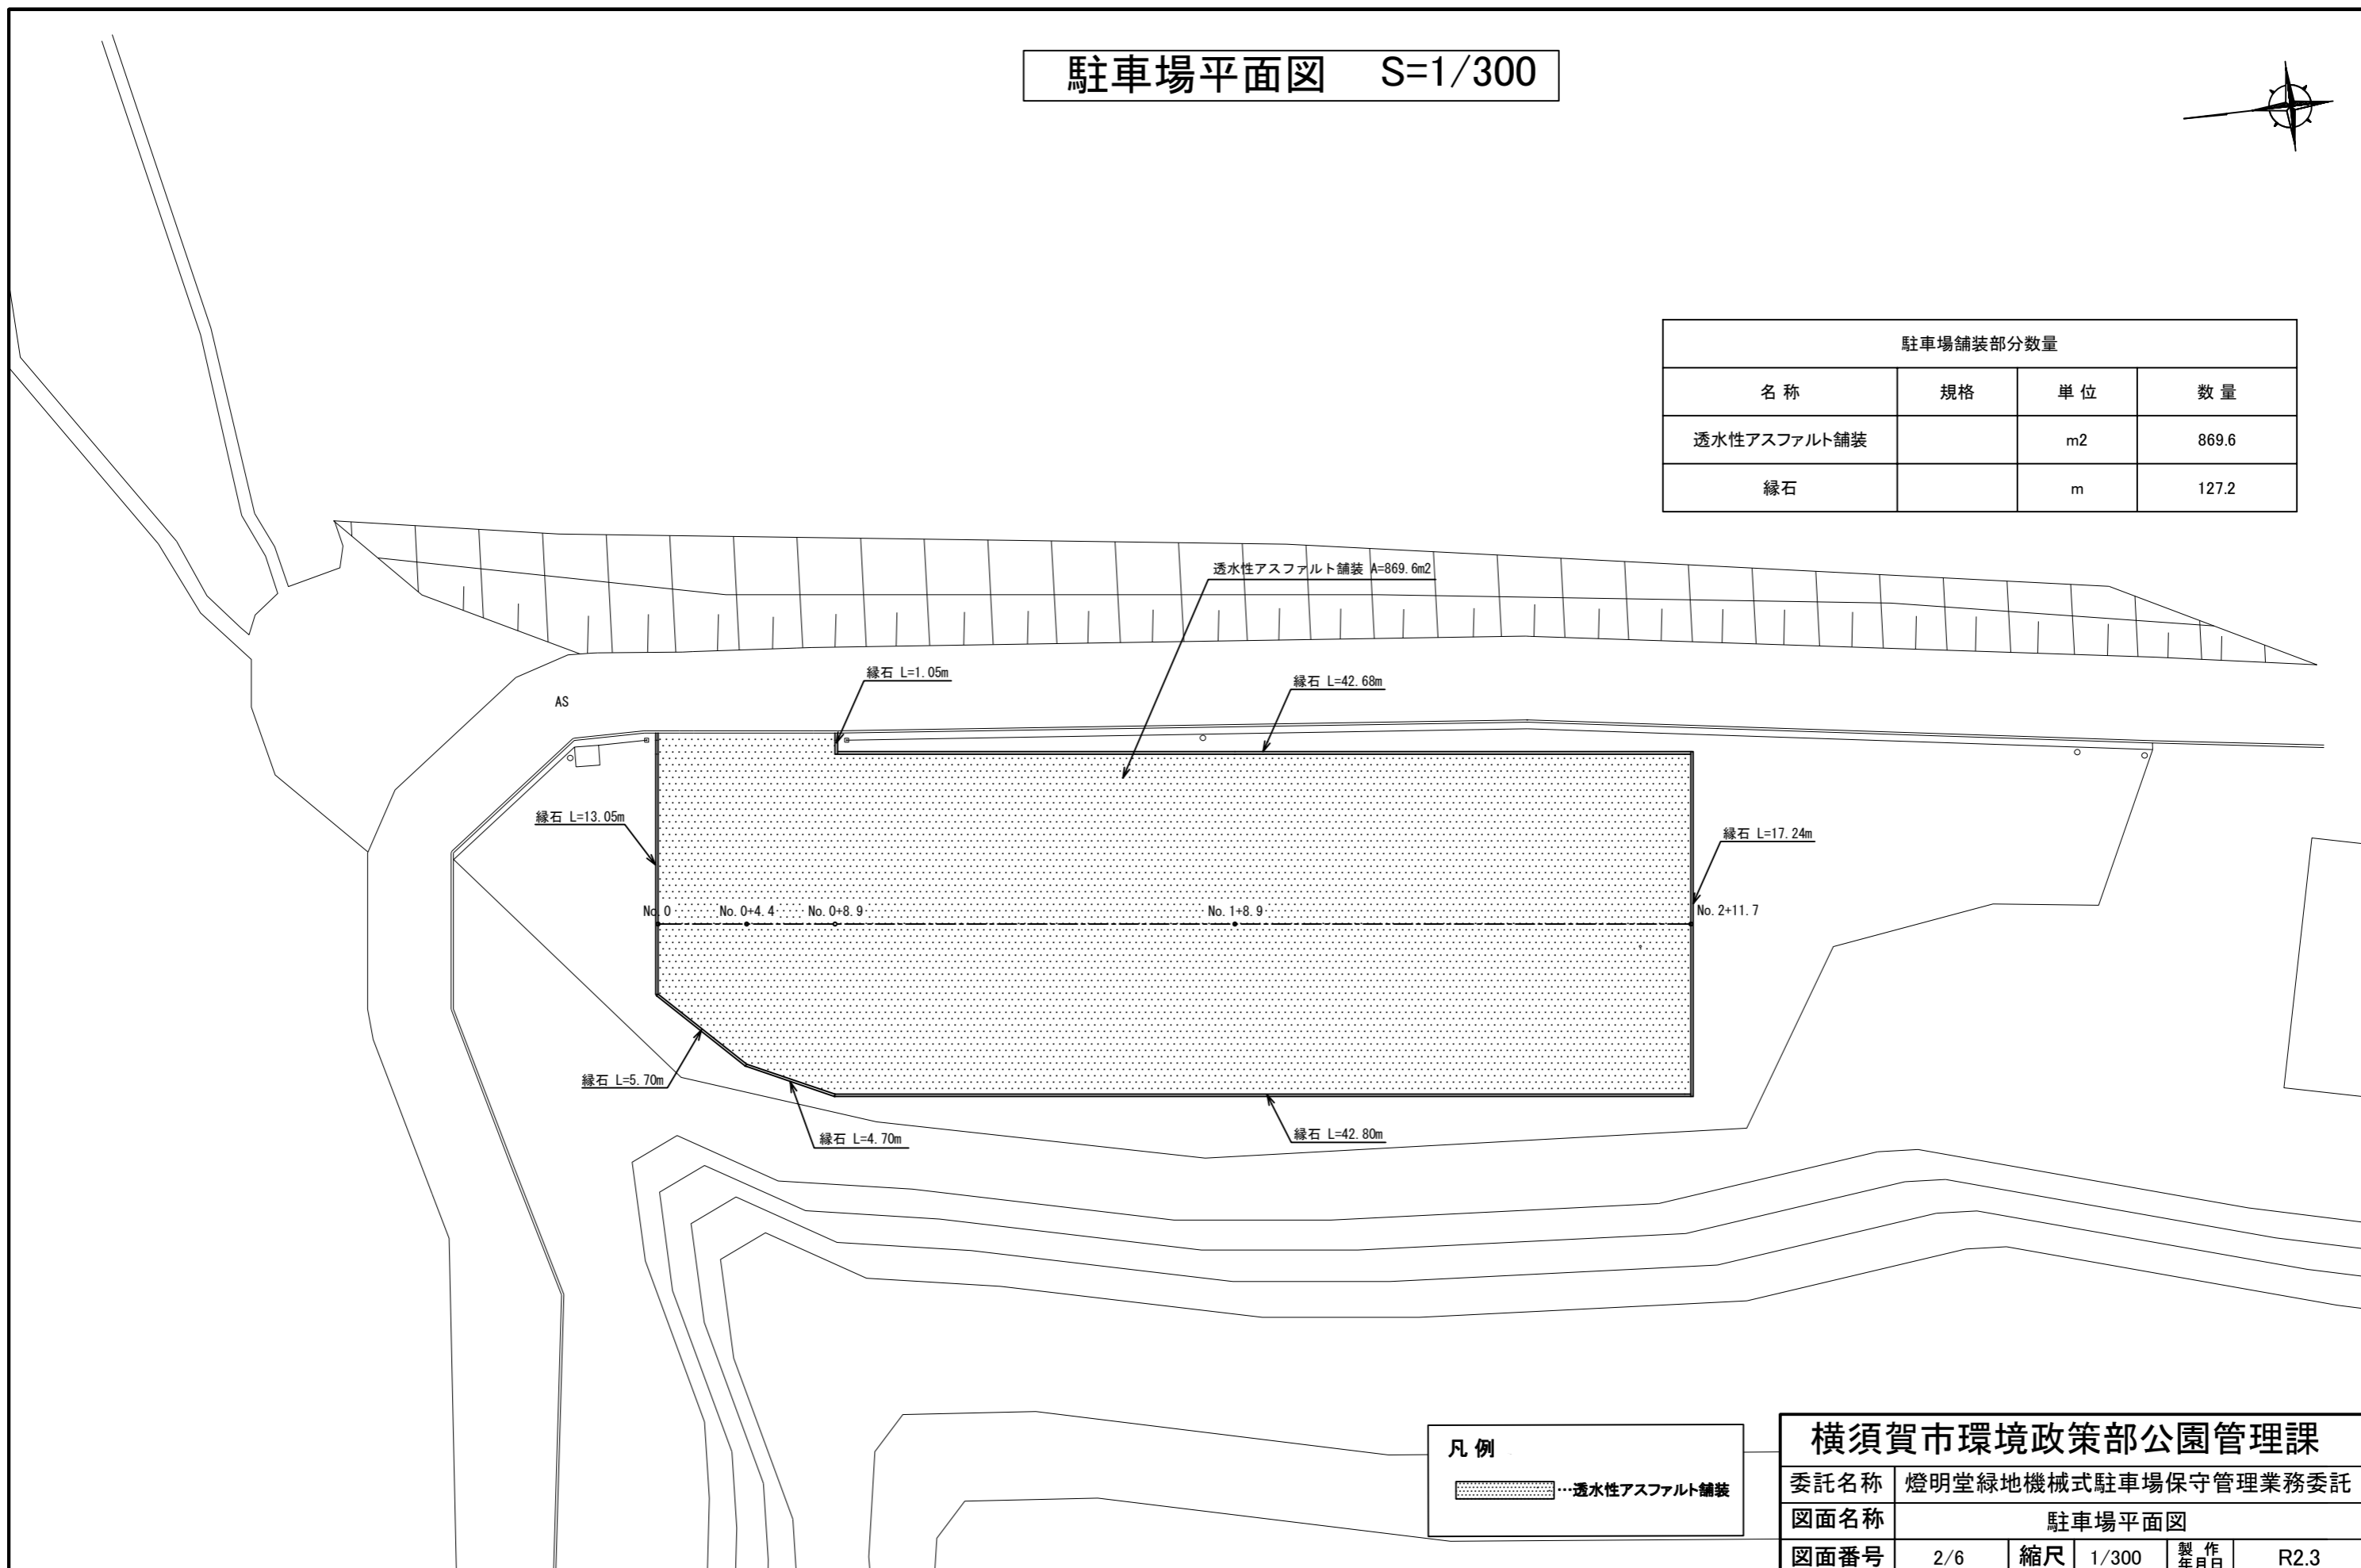 駐車場平面図 S=1/300
駐車場舗装部分数量
名 称 規格 単 位 数 量
透水性アスファルト舗装 m2 869.6
縁石 m 127.2
透水性アスファルト舗装 A=869.6m2
縁石 L=1.05m
縁石 L=42.68m
AS
縁石 L=13.05m
縁石 L=17.24m
No.0 No.0+4.4 No.0+8.9 No.1+8.9 No.2+11.7
縁石 L=5.70m
縁石 L=4.70m
縁石 L=42.80m
凡 例
…透水性アスファルト舗装
横須賀市環境政策部公園管理課
委託名称 燈明堂緑地機械式駐車場保守管理業務委託
図面名称 駐車場平面図
図面番号 2/6 縮尺 1/300 製作年月日 R2.3